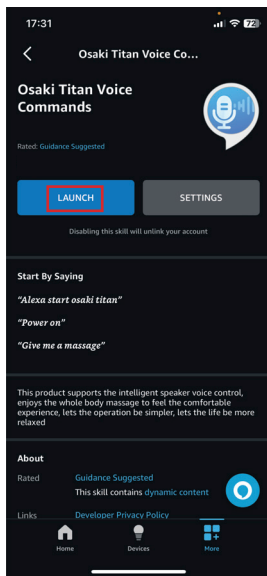 17:31
72
Osaki Titan Voice Co...
Osaki Titan Voice
Commands
Rated: Guidance Suggested
LAUNCH
SETTINGS
Disabling this skill will unlink your account
Start By Saying
"Alexa start osaki titan"
"Power on"
"Give me a massage"
This product supports the intelligent speaker voice control,
enjoys the whole body massage to feel the comfortable
experience, lets the operation be simpler, lets the life be more
relaxed
About
Rated
Guidance Suggested
This skill contains dynamic content
Links
Developer Privacy Policy
Home
Devices
More